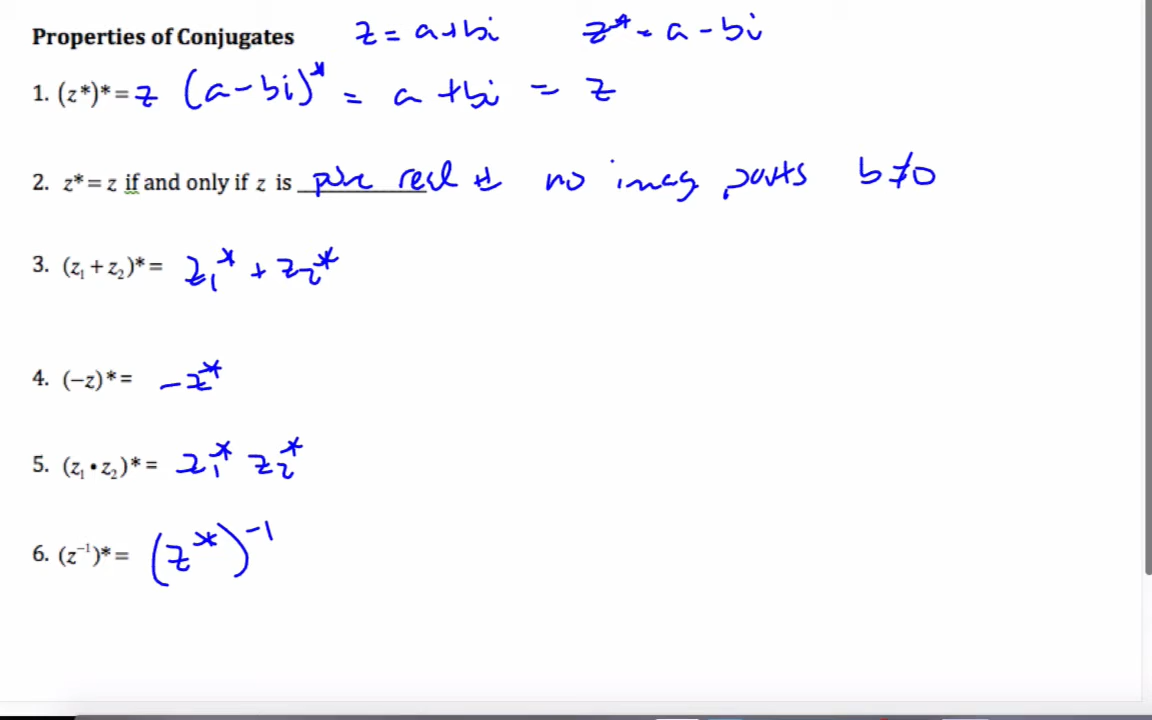 Properties of Conjugates z = a+bi z* = a - bi
1. (z*)* = z (a-bi)* = a +bi = z
2. z* = z if and only if z is pure real # no imag parts b≠0
3. (z₁ + z₂)* = z₁* + z₂*
4. (−z)* = -z*
5. (z₁ • z₂)* = z₁* z₂*
6. (z⁻¹)* = (z*)⁻¹